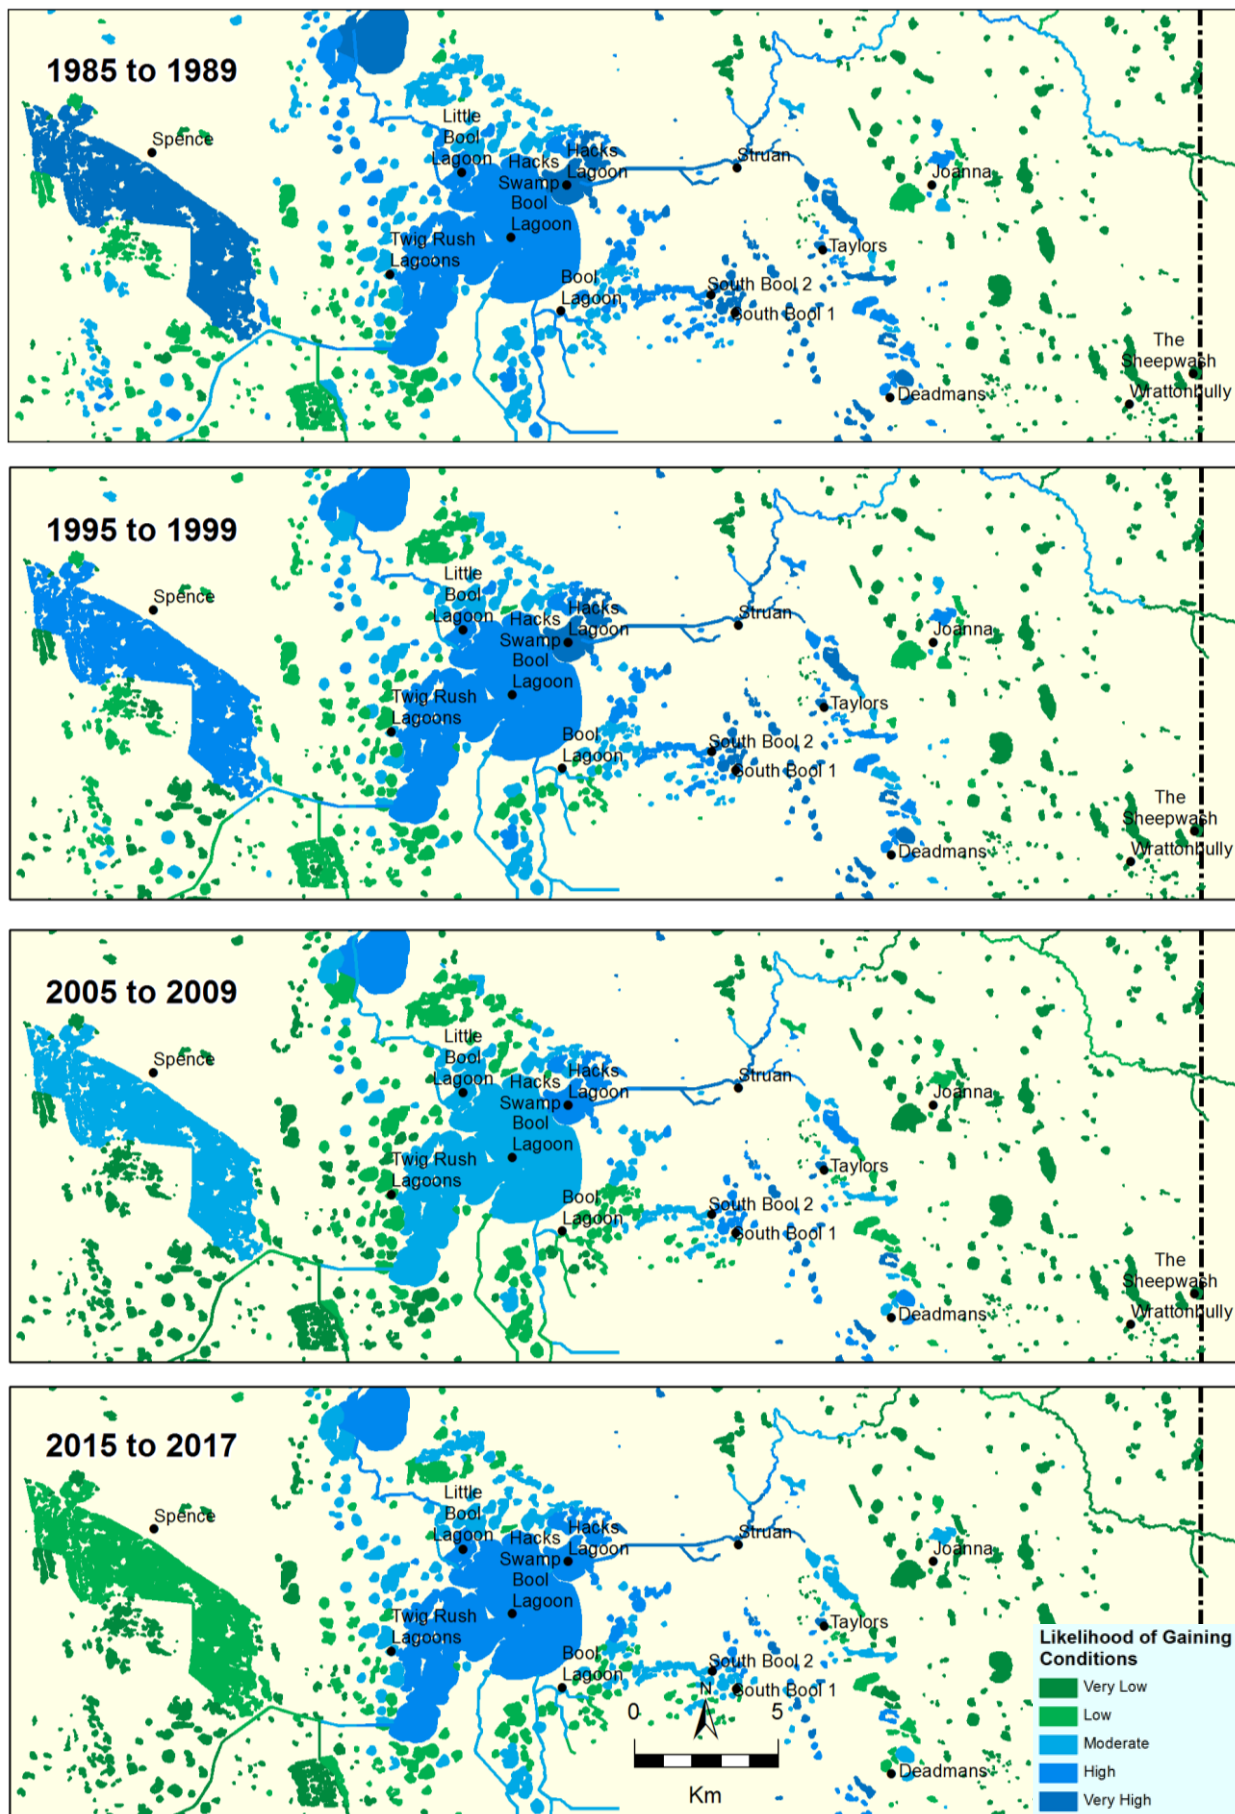 1985 to 1989
Spence
Little
Bool
Lagoon
Hacks
Swamp
Hacks
Lagoon
Bool
Lagoon
Struan
Joanna
Twig Rush
Lagoons
Taylors
Bool
Lagoon
South Bool 2
South Bool 1
The
Sheepwash
Wrattonbully
Deadmans
1995 to 1999
Spence
Little
Bool
Lagoon
Hacks
Swamp
Hacks
Lagoon
Bool
Lagoon
Struan
Joanna
Twig Rush
Lagoons
Taylors
Bool
Lagoon
South Bool 2
South Bool 1
The
Sheepwash
Wrattonbully
Deadmans
2005 to 2009
Spence
Little
Bool
Lagoon
Hacks
Swamp
Hacks
Lagoon
Bool
Lagoon
Struan
Joanna
Twig Rush
Lagoons
Taylors
Bool
Lagoon
South Bool 2
South Bool 1
The
Sheepwash
Wrattonbully
Deadmans
2015 to 2017
Spence
Little
Bool
Lagoon
Hacks
Swamp
Hacks
Lagoon
Bool
Lagoon
Struan
Joanna
Twig Rush
Lagoons
Taylors
Bool
Lagoon
South Bool 2
South Bool 1
Deadmans
N
0 5
Km
Likelihood of Gaining
Conditions
Very Low
Low
Moderate
High
Very High